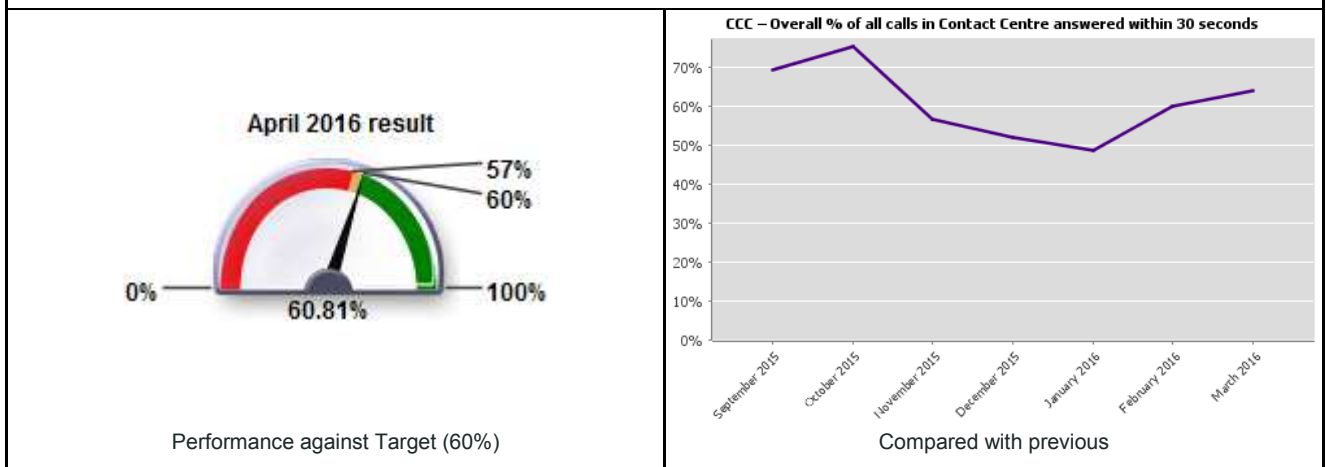 April 2016 result
57%
60%
0%
100%
60.81%
Performance against Target (60%)
CCC – Overall % of all calls in Contact Centre answered within 30 seconds
70%
60%
50%
40%
30%
20%
10%
0%
September 2015
October 2015
November 2015
December 2015
January 2016
February 2016
March 2016
Compared with previous